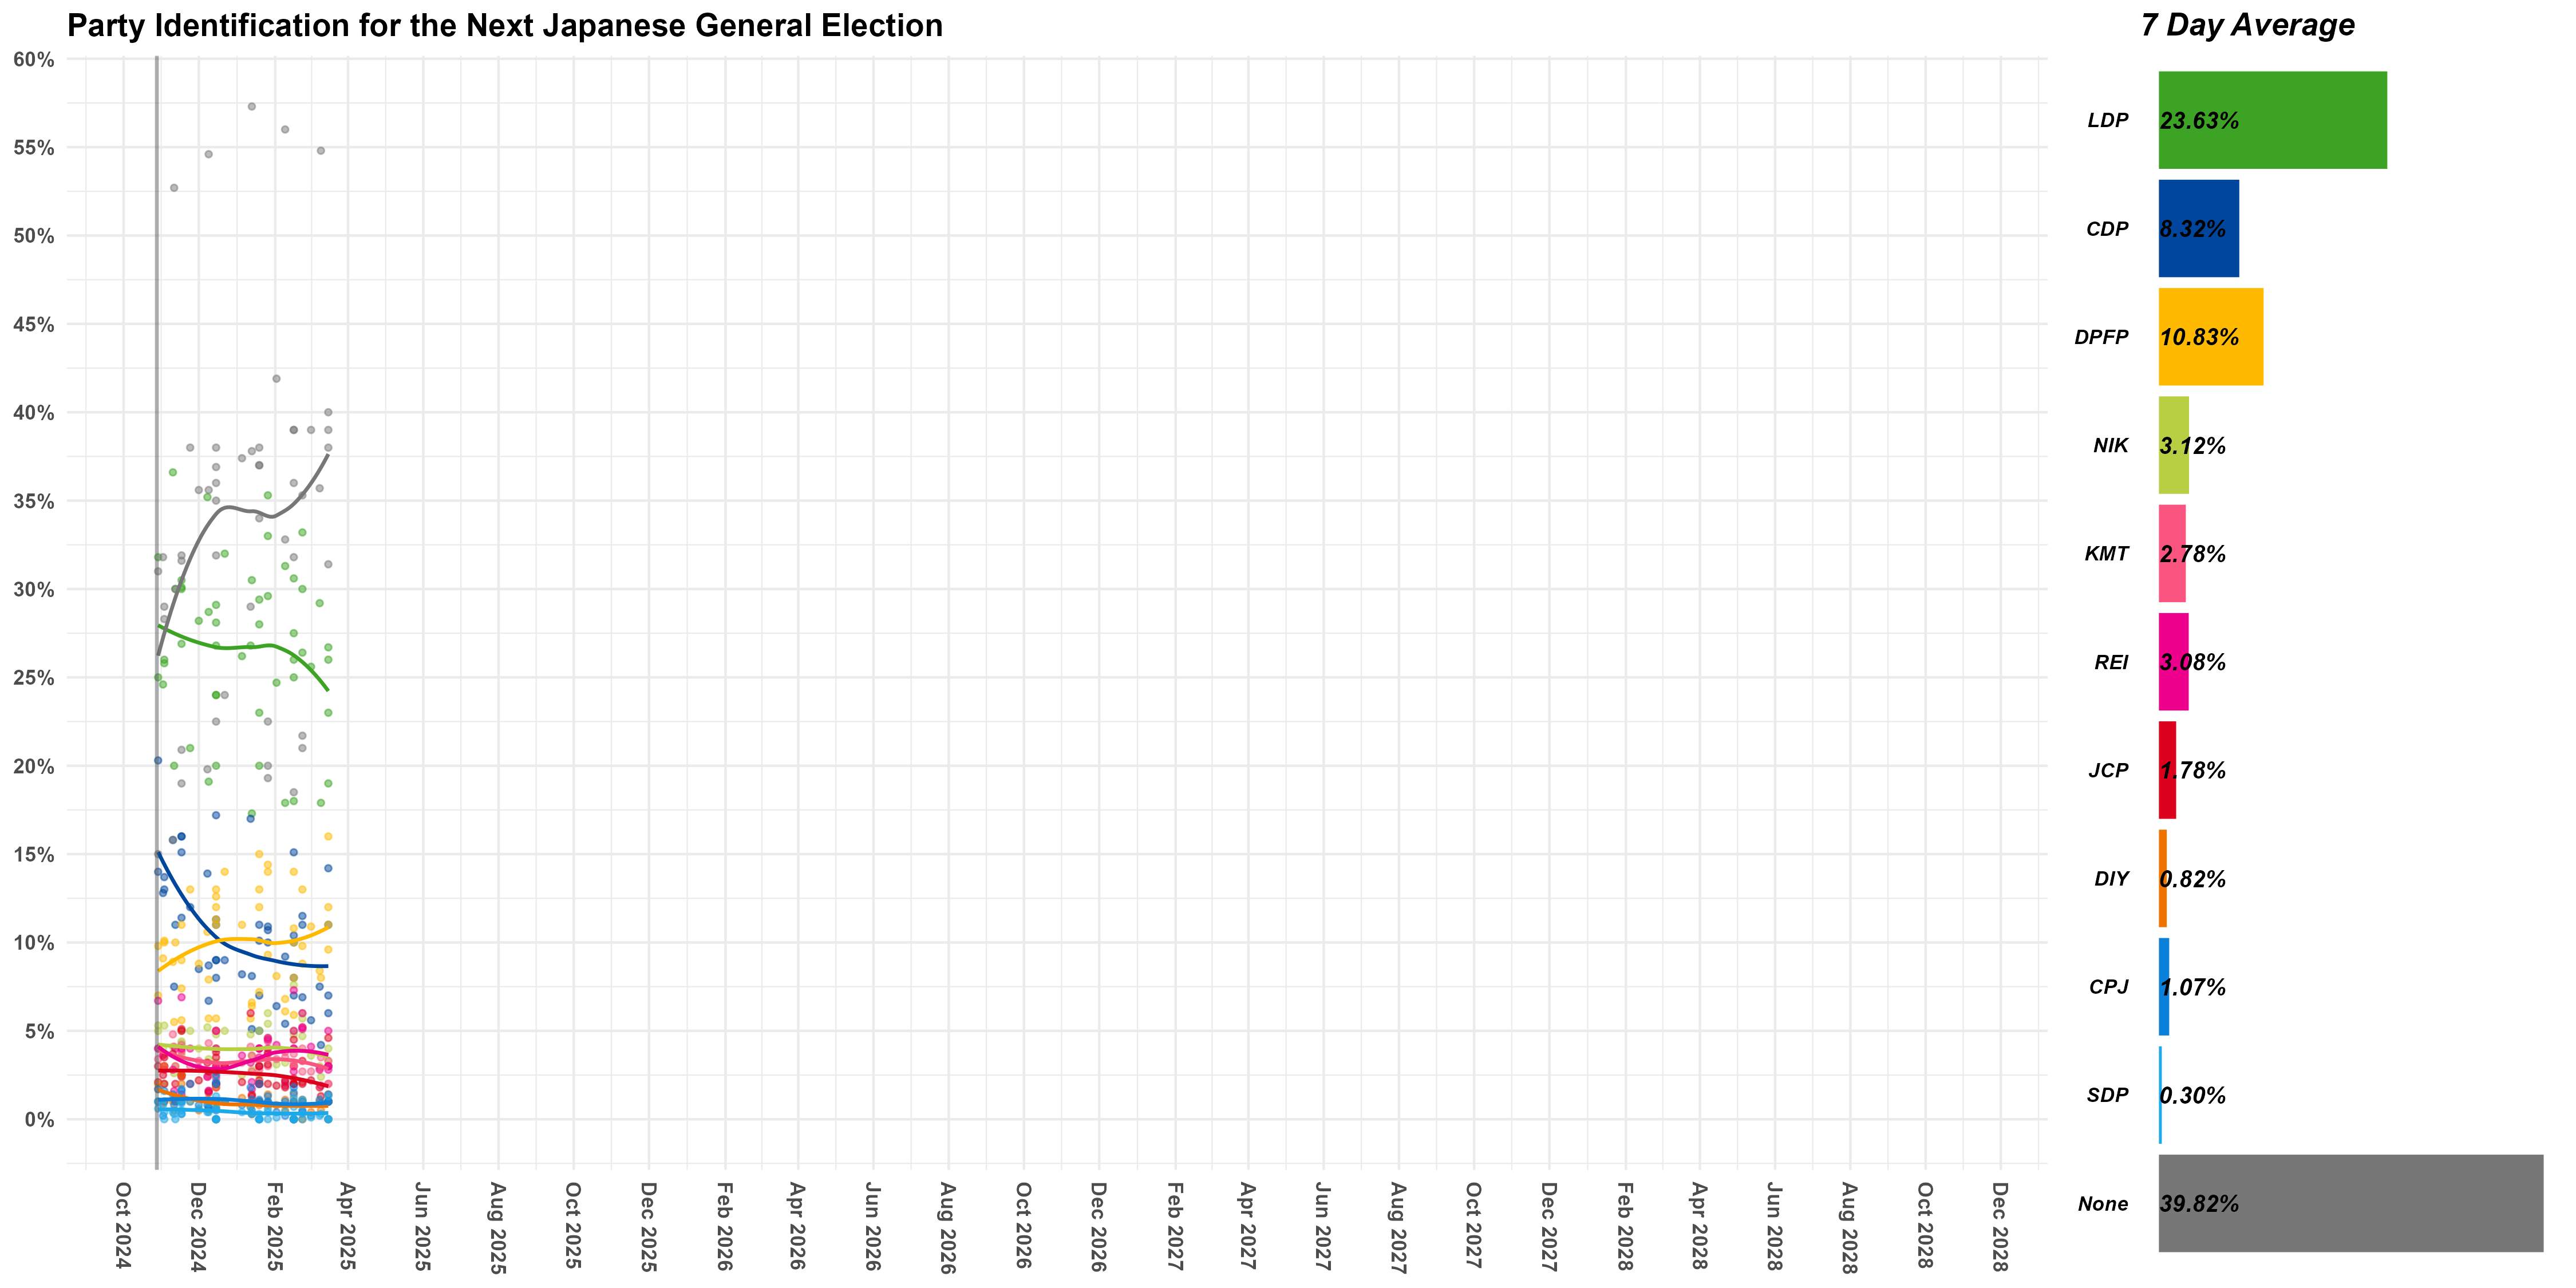 Party Identification for the Next Japanese General Election
60%
55%
50%
45%
40%
35%
30%
25%
20%
15%
10%
5%
0%
Oct 2024
Dec 2024
Feb 2025
Apr 2025
Jun 2025
Aug 2025
Oct 2025
Dec 2025
Feb 2026
Apr 2026
Jun 2026
Aug 2026
Oct 2026
Dec 2026
Feb 2027
Apr 2027
Jun 2027
Aug 2027
Oct 2027
Dec 2027
Feb 2028
Apr 2028
Jun 2028
Aug 2028
Oct 2028
Dec 2028
7 Day Average
LDP 23.63%
CDP 8.32%
DPFP 10.83%
NIK 3.12%
KMT 2.78%
REI 3.08%
JCP 1.78%
DIY 0.82%
CPJ 1.07%
SDP 0.30%
None 39.82%